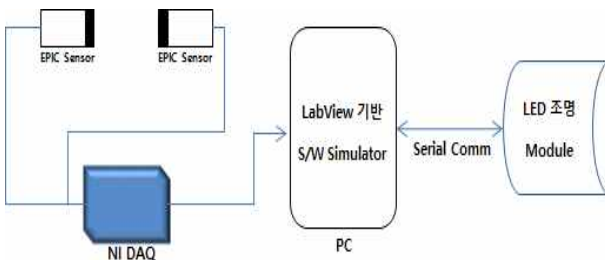 EPIC Sensor
EPIC Sensor
NI DAQ
LabView 기반
S/W Simulator
PC
Serial Comm
LED 조명
Module